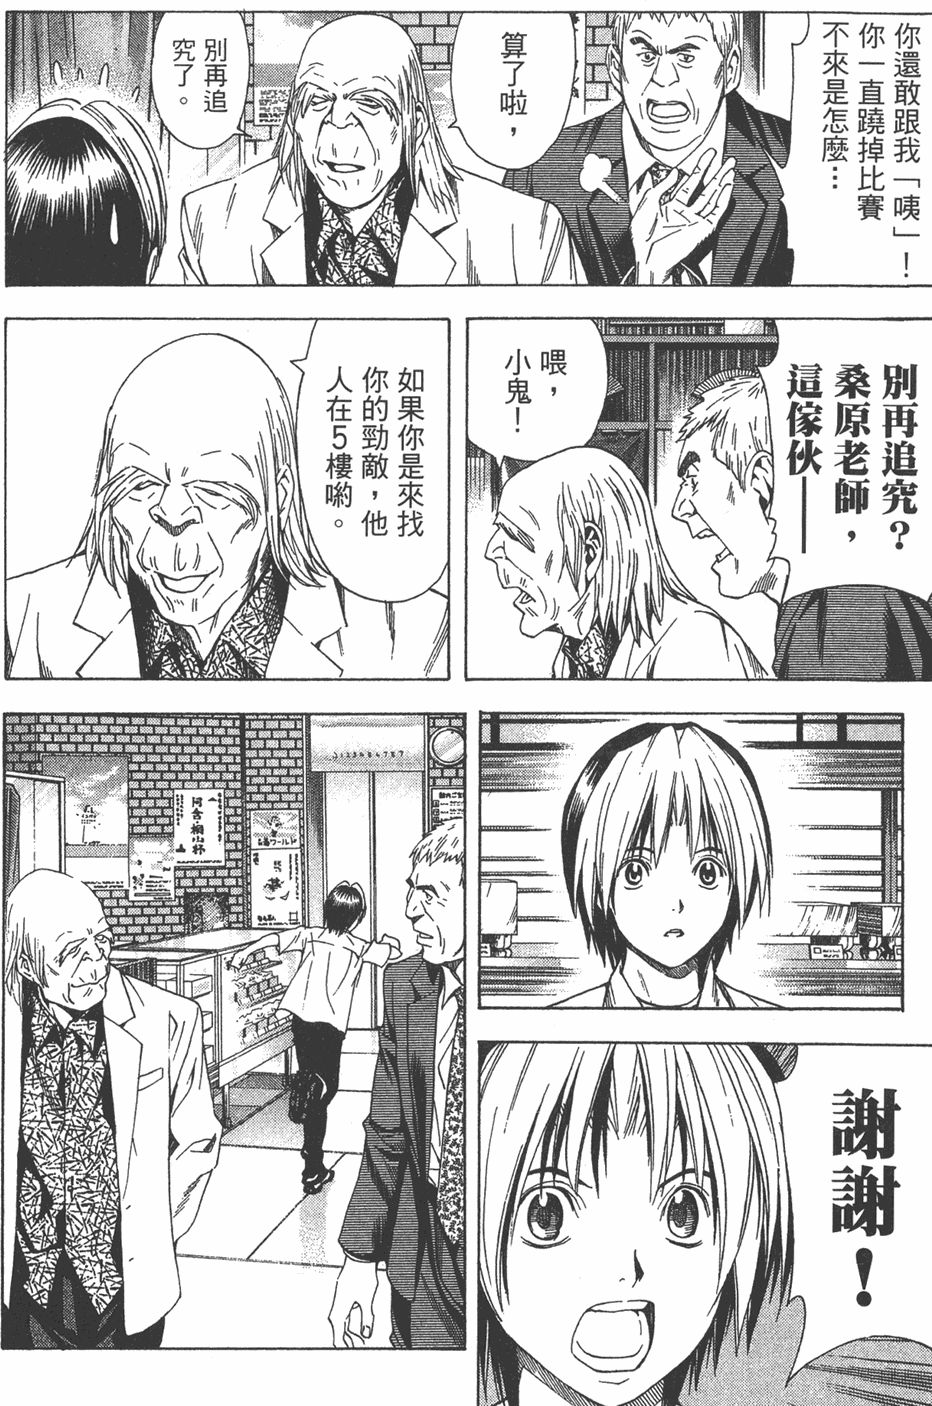 你還敢跟我「咦」！
你一直蹺掉比賽
不來是怎麼…
算了啦，
別再追
究了。
別再追究？
桑原老師，
這傢伙——
喂，
小鬼！
如果你是來找
你的勁敵，他
人在5樓喲。
謝謝！